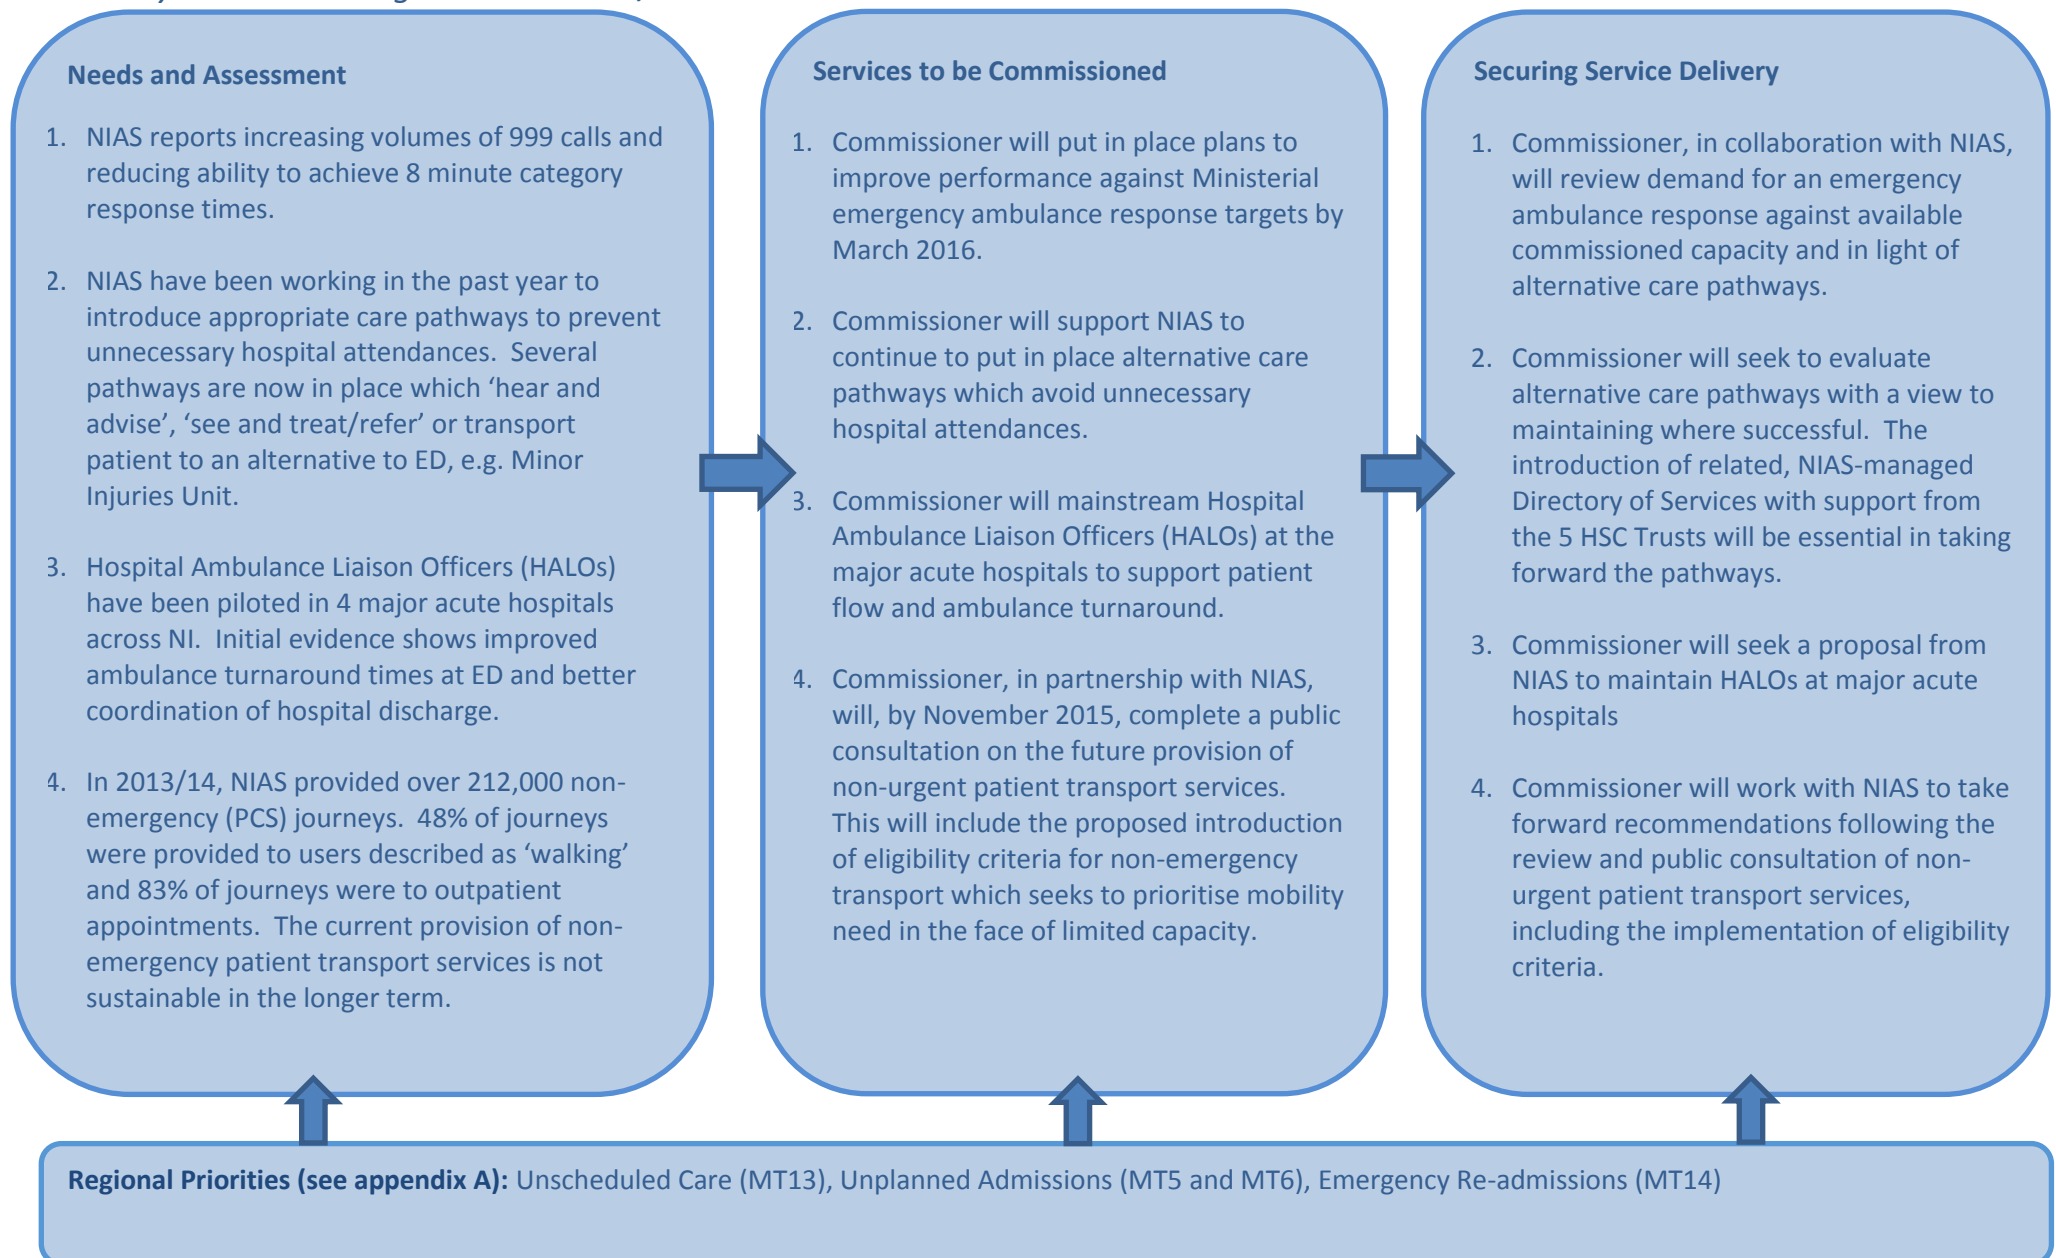 Needs and Assessment
1. NIAS reports increasing volumes of 999 calls and
reducing ability to achieve 8 minute category
response times.
2. NIAS have been working in the past year to
introduce appropriate care pathways to prevent
unnecessary hospital attendances. Several
pathways are now in place which ‘hear and
advise’, ‘see and treat/refer’ or transport
patient to an alternative to ED, e.g. Minor
Injuries Unit.
3. Hospital Ambulance Liaison Officers (HALOs)
have been piloted in 4 major acute hospitals
across NI. Initial evidence shows improved
ambulance turnaround times at ED and better
coordination of hospital discharge.
4. In 2013/14, NIAS provided over 212,000 non-
emergency (PCS) journeys. 48% of journeys
were provided to users described as ‘walking’
and 83% of journeys were to outpatient
appointments. The current provision of non-
emergency patient transport services is not
sustainable in the longer term.
Services to be Commissioned
1. Commissioner will put in place plans to
improve performance against Ministerial
emergency ambulance response targets by
March 2016.
2. Commissioner will support NIAS to
continue to put in place alternative care
pathways which avoid unnecessary
hospital attendances.
3. Commissioner will mainstream Hospital
Ambulance Liaison Officers (HALOs) at the
major acute hospitals to support patient
flow and ambulance turnaround.
4. Commissioner, in partnership with NIAS,
will, by November 2015, complete a public
consultation on the future provision of
non-urgent patient transport services.
This will include the proposed introduction
of eligibility criteria for non-emergency
transport which seeks to prioritise mobility
need in the face of limited capacity.
Securing Service Delivery
1. Commissioner, in collaboration with NIAS,
will review demand for an emergency
ambulance response against available
commissioned capacity and in light of
alternative care pathways.
2. Commissioner will seek to evaluate
alternative care pathways with a view to
maintaining where successful. The
introduction of related, NIAS-managed
Directory of Services with support from
the 5 HSC Trusts will be essential in taking
forward the pathways.
3. Commissioner will seek a proposal from
NIAS to maintain HALOs at major acute
hospitals
4. Commissioner will work with NIAS to take
forward recommendations following the
review and public consultation of non-
urgent patient transport services,
including the implementation of eligibility
criteria.
Regional Priorities (see appendix A): Unscheduled Care (MT13), Unplanned Admissions (MT5 and MT6), Emergency Re-admissions (MT14)